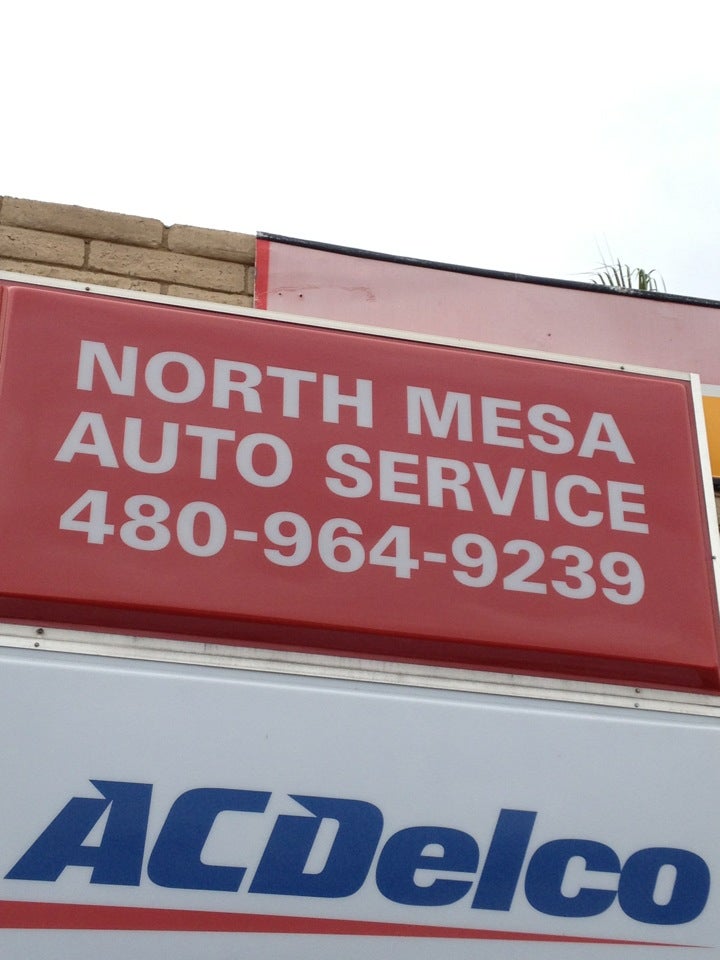 NORTH MESA
AUTO SERVICE
480-964-9239
ACDelco